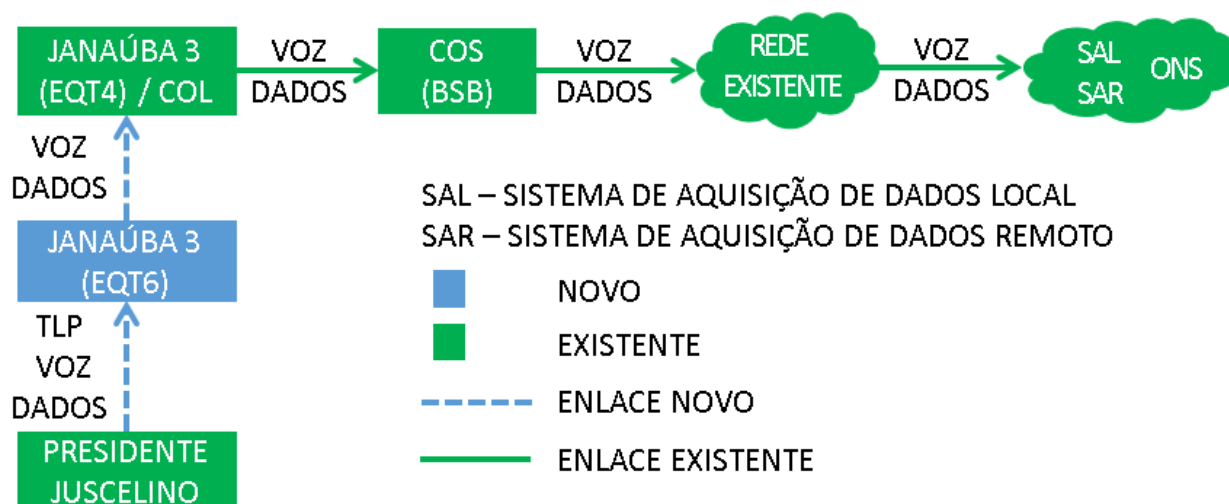 JANAÚBA 3
(EQT4) / COL
VOZ
DADOS
COS
(BSB)
VOZ
DADOS
REDE
EXISTENTE
VOZ
DADOS
SAL
SAR
ONS
VOZ
DADOS
JANAÚBA 3
(EQT6)
TLP
VOZ
DADOS
PRESIDENTE
JUSCELINO
SAL – SISTEMA DE AQUISIÇÃO DE DADOS LOCAL
SAR – SISTEMA DE AQUISIÇÃO DE DADOS REMOTO
NOVO
EXISTENTE
ENLACE NOVO
ENLACE EXISTENTE